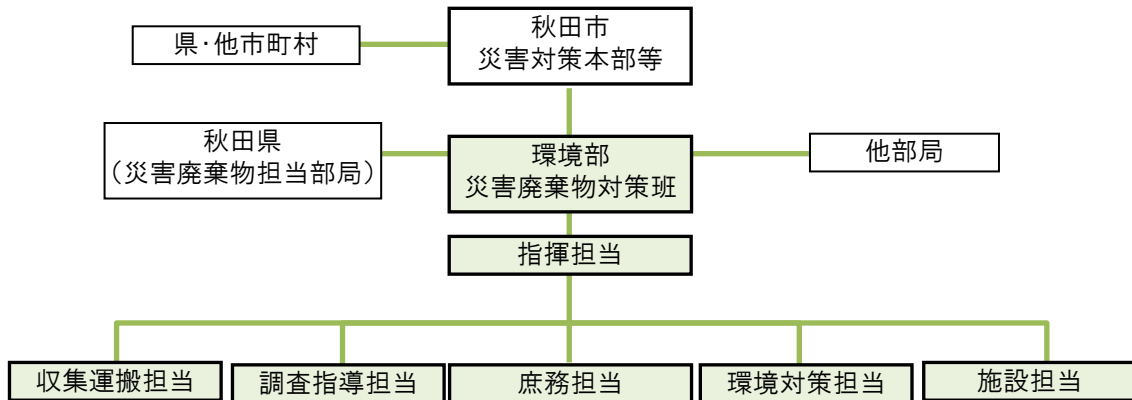 県・他市町村
秋田市
災害対策本部等
秋田県
(災害廃棄物担当部局)
環境部
災害廃棄物対策班
他部局
指揮担当
収集運搬担当
調査指導担当
庶務担当
環境対策担当
施設担当